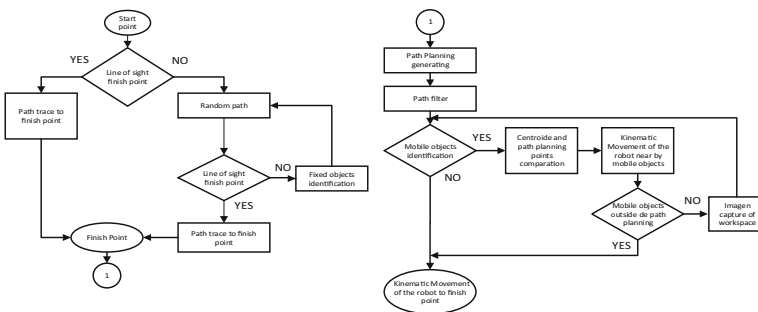 Start
point
YES
NO
Line of sight
finish point
Path trace to
finish point
Random path
Line of sight
finish point
NO
Fixed objects
identification
YES
Path trace to finish
point
Finish Point
1
1
Path Planning
generating
Path filter
Mobile objects
identification
YES
Centroide and
path planning
points
comparation
Kinematic
Movement of the
robot near by
mobile objects
NO
Mobile objects
outside de path
planning
NO
Imagen
capture of
workspace
YES
Kinematic Movement
of the robot to finish
point